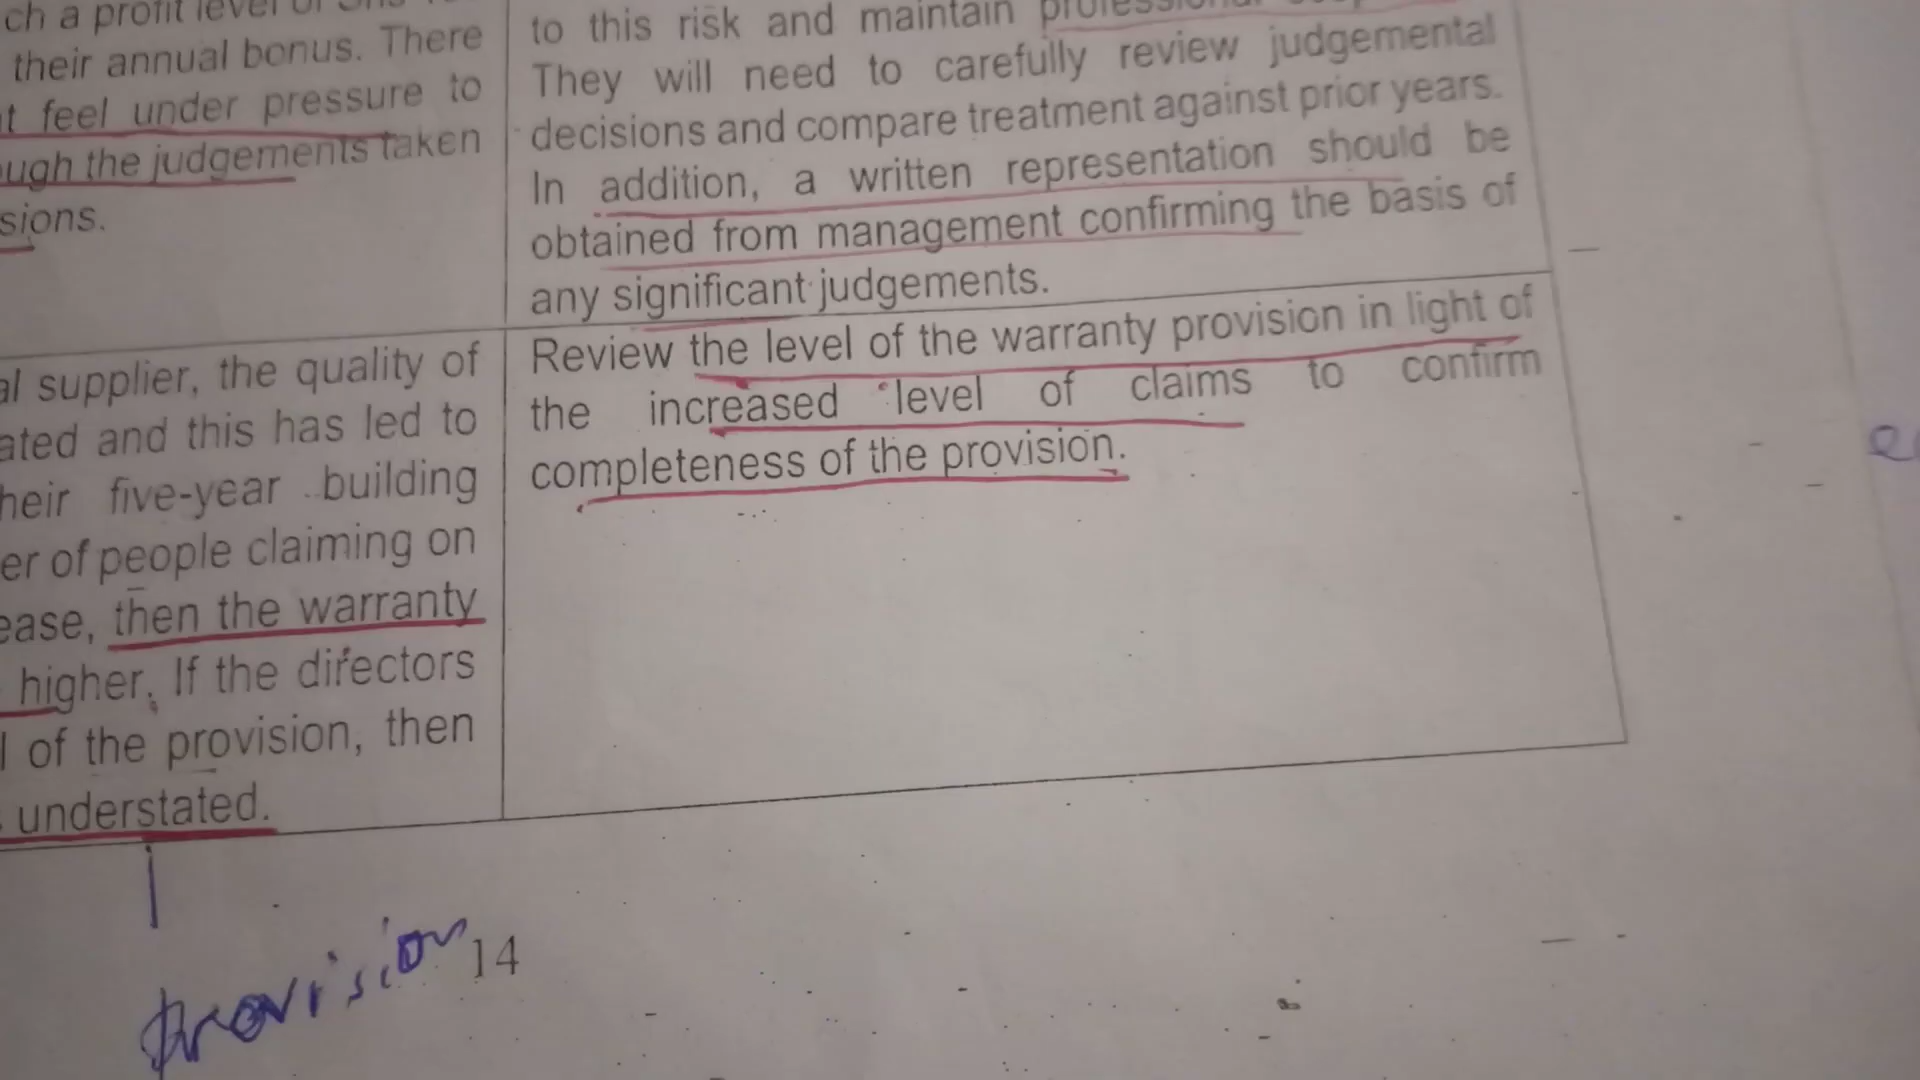 ch a profit level of
their annual bonus. There
feel under pressure to
ugh the judgements taken
sions.
to this risk and maintain
They will need to carefully review judgemental
decisions and compare treatment against prior years.
In addition, a written representation should be
obtained from management confirming the basis of
any significant judgements.
al supplier, the quality of
ated and this has led to
heir five-year building
er of people claiming on
ease, then the warranty
higher. If the directors
l of the provision, then
understated.
Review the level of the warranty provision in light of
the increased level of claims to confirm
completeness of the provision.
provision
14